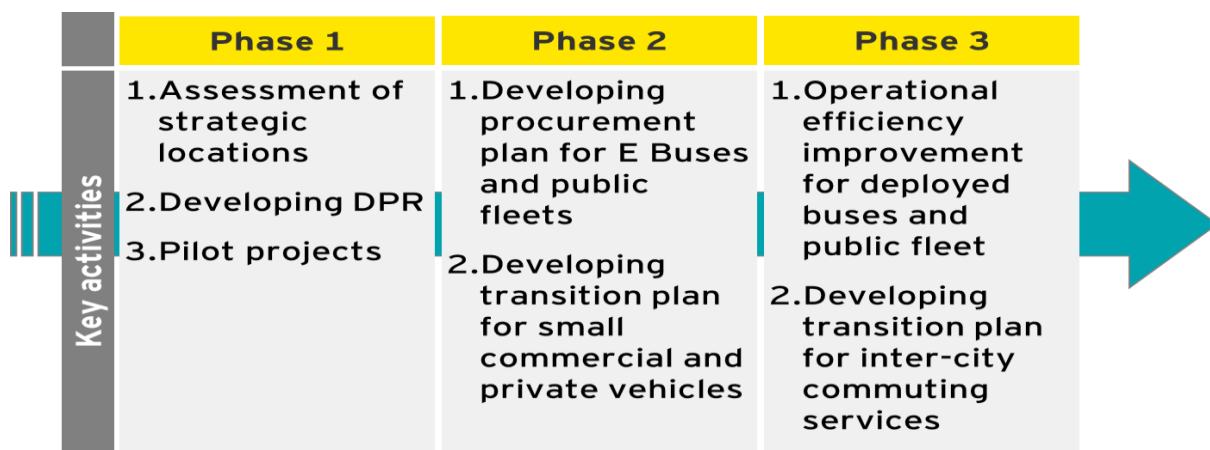 Phase 1
Phase 2
Phase 3
Key activities
1.Assessment of
strategic
locations
2.Developing DPR
3.Pilot projects
1.Developing
procurement
plan for E Buses
and public
fleets
2.Developing
transition plan
for small
commercial and
private vehicles
1.Operational
efficiency
improvement
for deployed
buses and
public fleet
2.Developing
transition plan
for inter-city
commuting
services